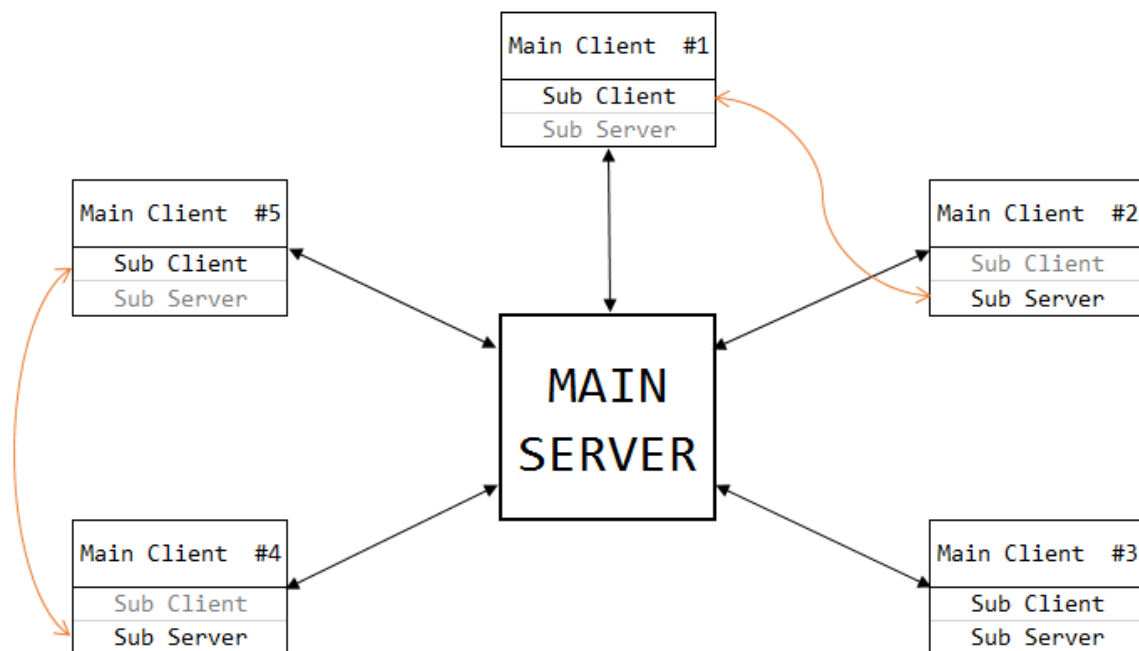 Main Client #1
Sub Client
Sub Server
Main Client #5
Sub Client
Sub Server
Main Client #2
Sub Client
Sub Server
MAIN
SERVER
Main Client #4
Sub Client
Sub Server
Main Client #3
Sub Client
Sub Server